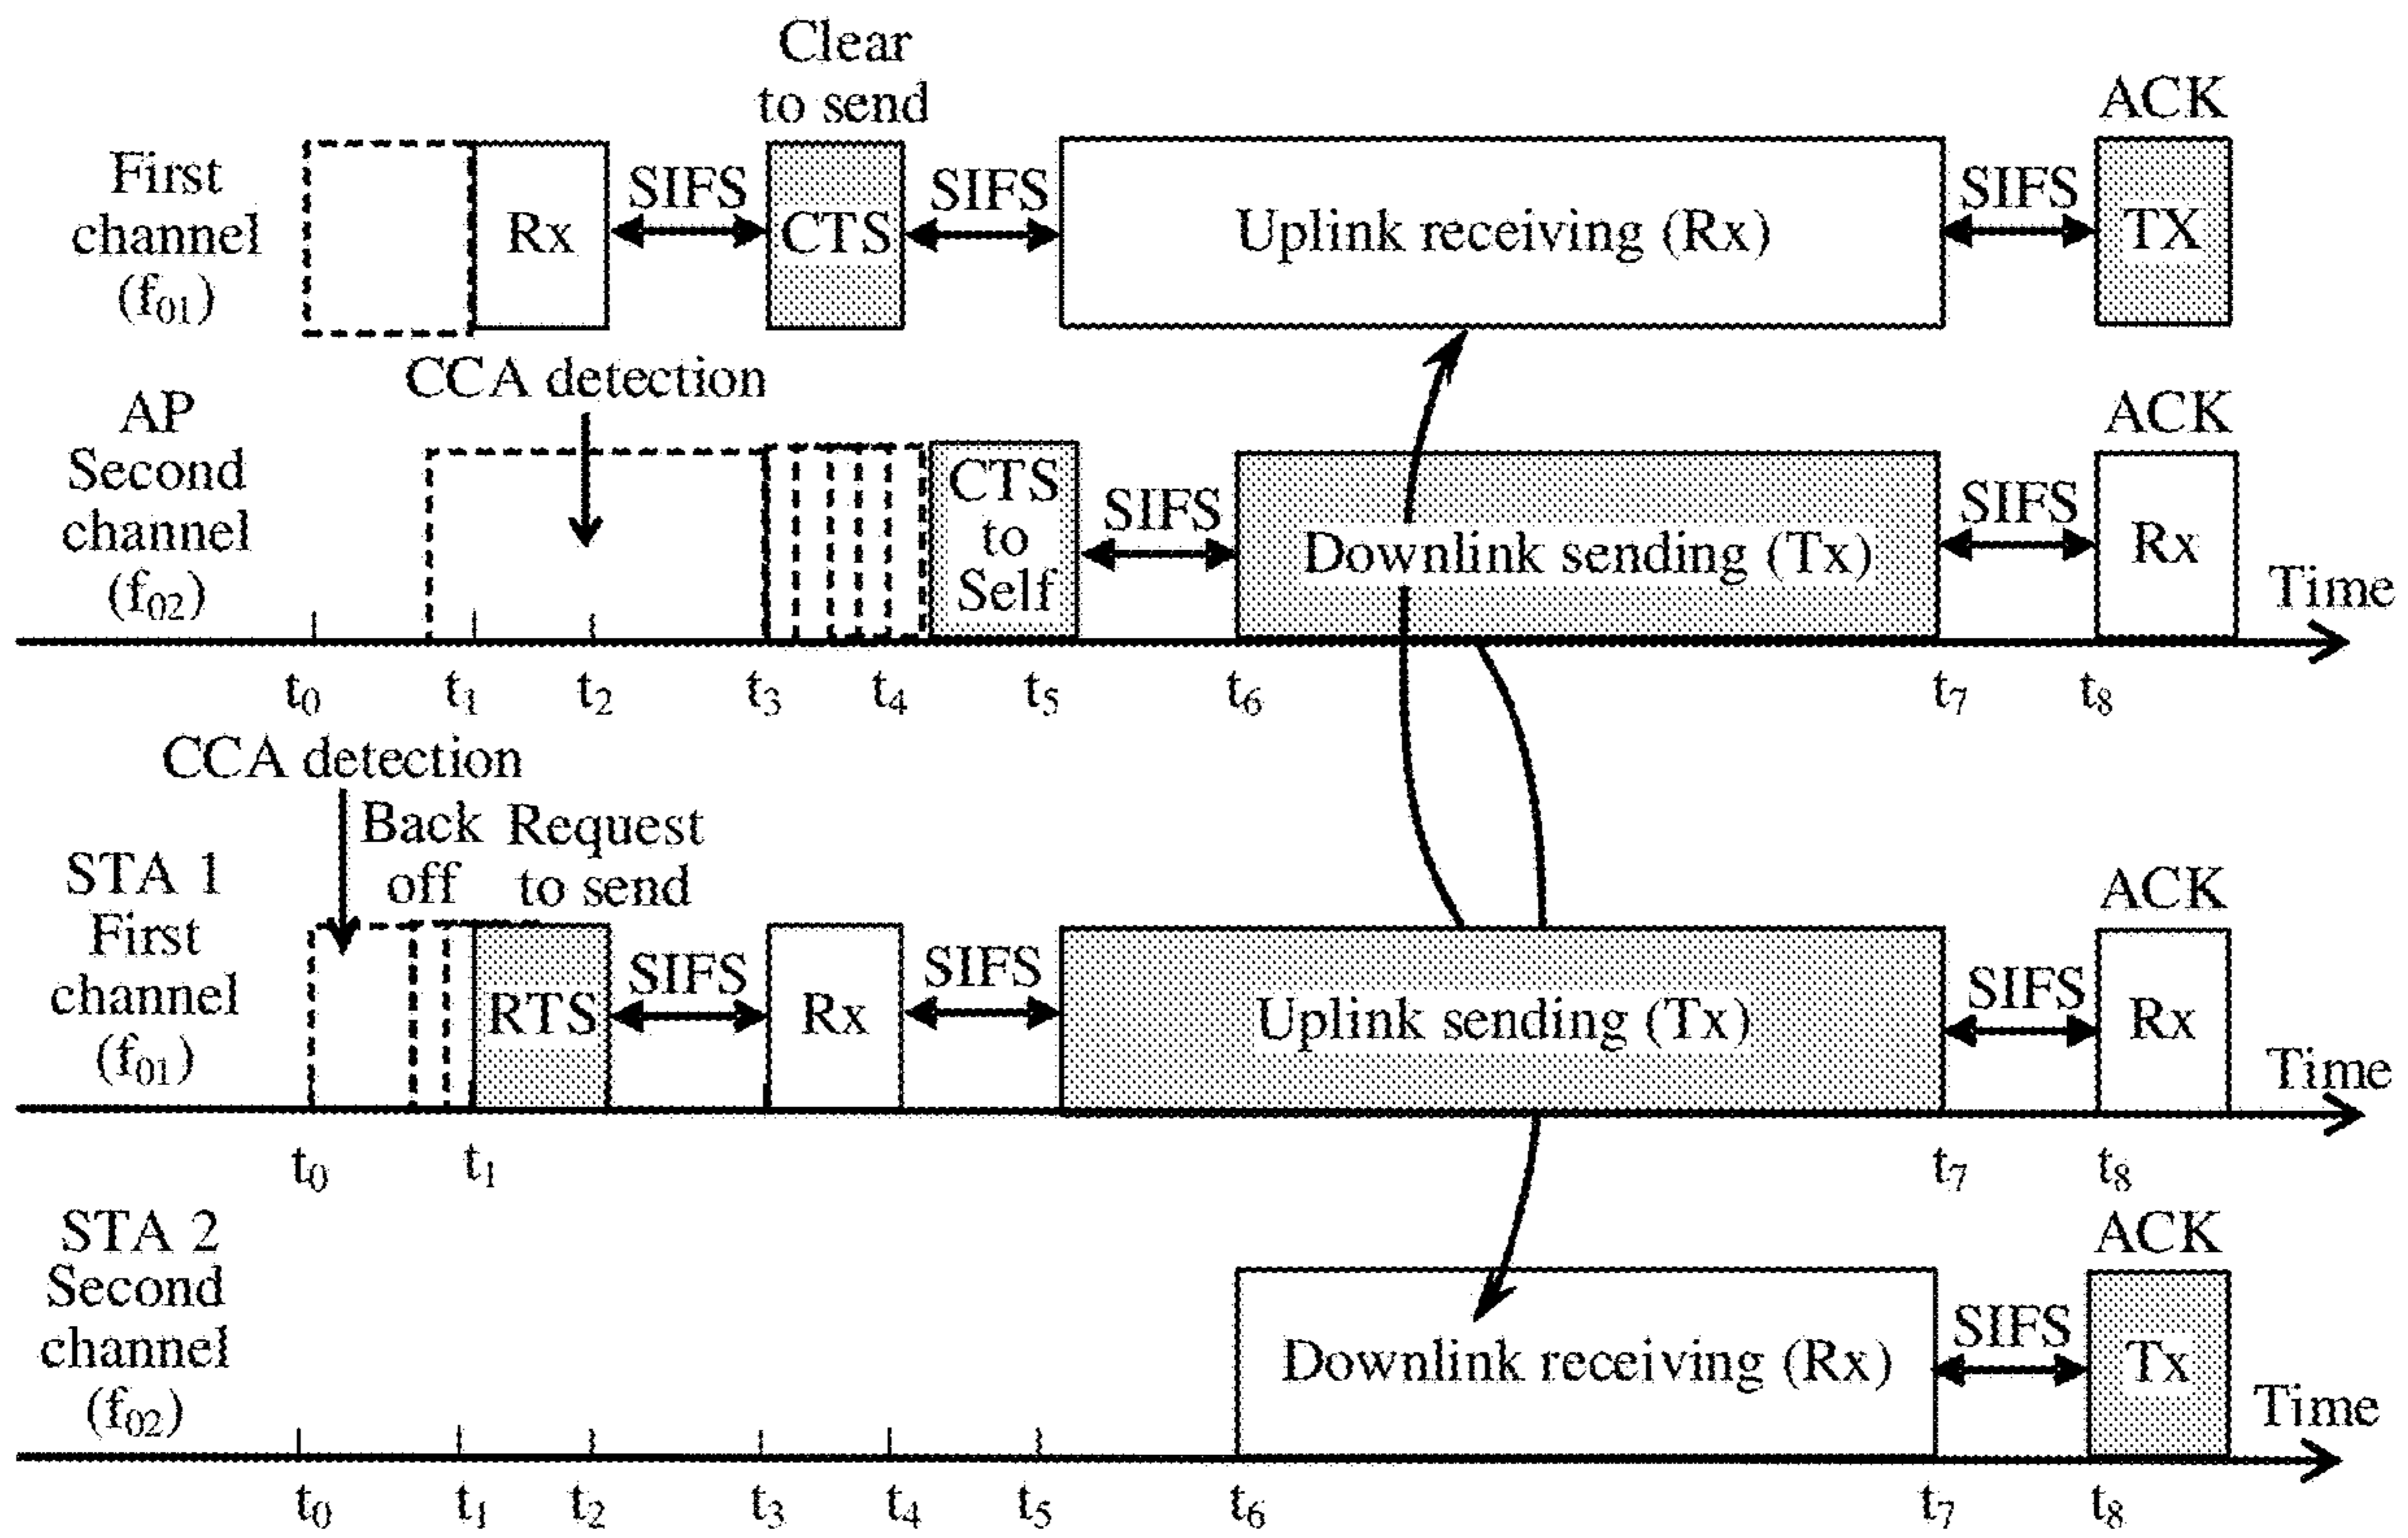 Clear
to send
ACK
First
channel
(f01)
Rx
SIFS
CTS
SIFS
Uplink receiving (Rx)
SIFS
TX
CCA detection
AP
Second
channel
(f02)
CTS
to
Self
SIFS
Downlink sending (Tx)
SIFS
ACK
Rx
Time
t0 t1 t2 t3 t4 t5 t6 t7 t8
CCA detection
Back
off
Request
to send
STA 1
First
channel
(f01)
RTS
SIFS
Rx
SIFS
Uplink sending (Tx)
SIFS
ACK
Rx
Time
t0 t1 t7 t8
STA 2
Second
channel
(f02)
Downlink receiving (Rx)
SIFS
ACK
Tx
Time
t0 t1 t2 t3 t4 t5 t6 t7 t8